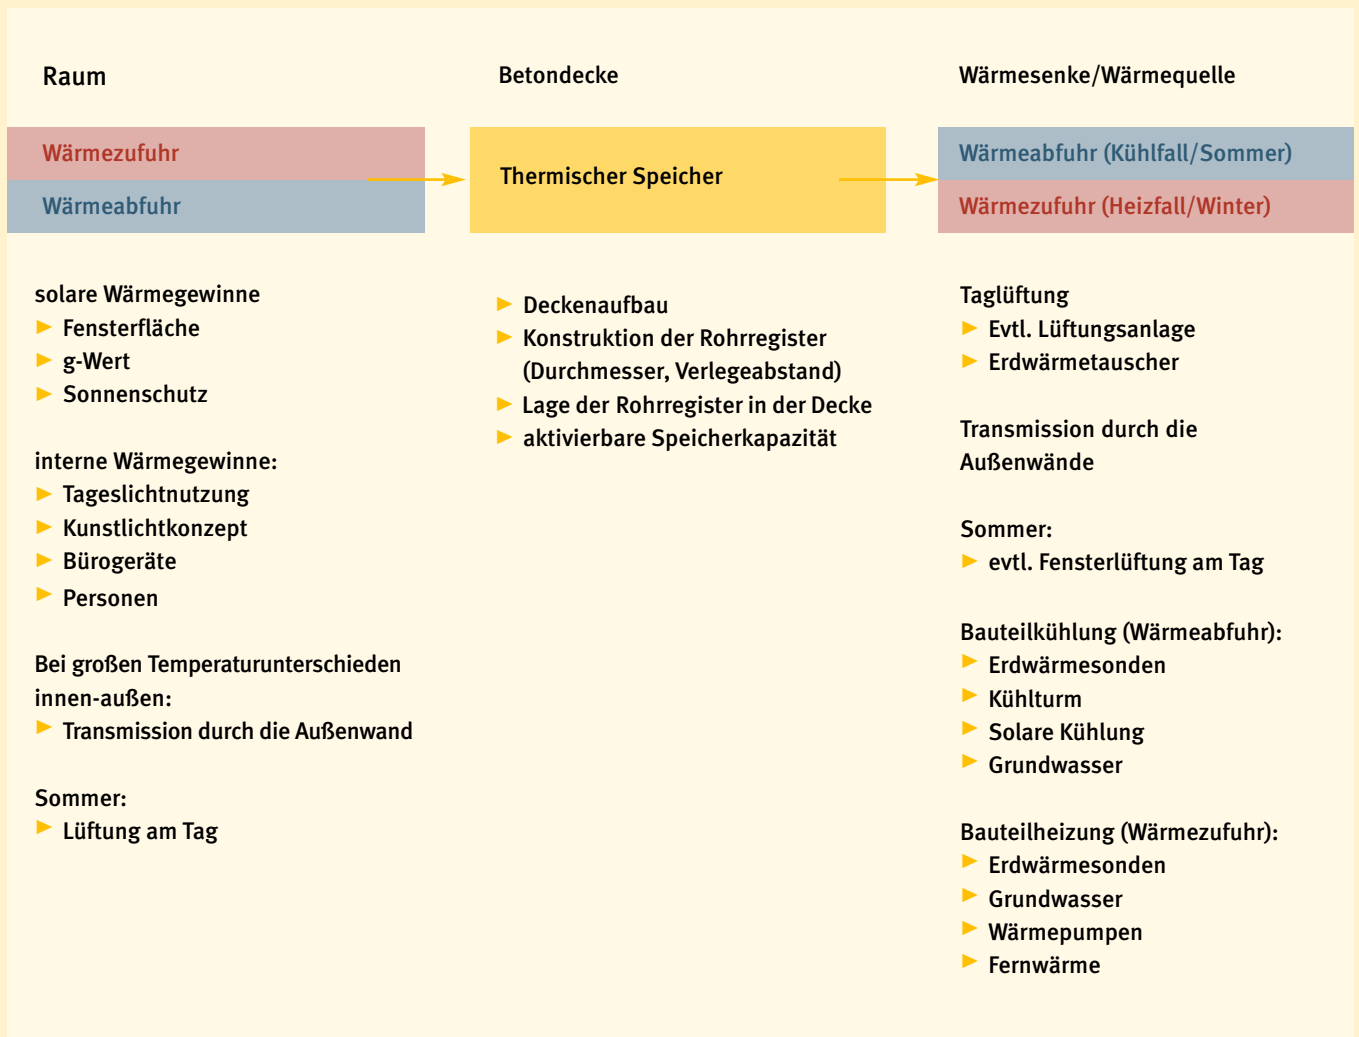 Raum
Wärmezufuhr
Wärmeabfuhr
solare Wärmegewinne
Fensterfläche
g-Wert
Sonnenschutz
interne Wärmegewinne:
Tageslichtnutzung
Kunstlichtkonzept
Bürogeräte
Personen
Bei großen Temperaturunterschieden
innen-außen:
Transmission durch die Außenwand
Sommer:
Lüftung am Tag
Betondecke
Thermischer Speicher
Deckenaufbau
Konstruktion der Rohrregister
(Durchmesser, Verlegeabstand)
Lage der Rohrregister in der Decke
aktivierbare Speicherkapazität
Wärmesenke/Wärmequelle
Wärmeabfuhr (Kühlfall/Sommer)
Wärmezufuhr (Heizfall/Winter)
Taglüftung
Evtl. Lüftungsanlage
Erdwärmetauscher
Transmission durch die
Außenwände
Sommer:
evtl. Fensterlüftung am Tag
Bauteilkühlung (Wärmeabfuhr):
Erdwärmesonden
Kühlturm
Solare Kühlung
Grundwasser
Bauteilheizung (Wärmezufuhr):
Erdwärmesonden
Grundwasser
Wärmepumpen
Fernwärme